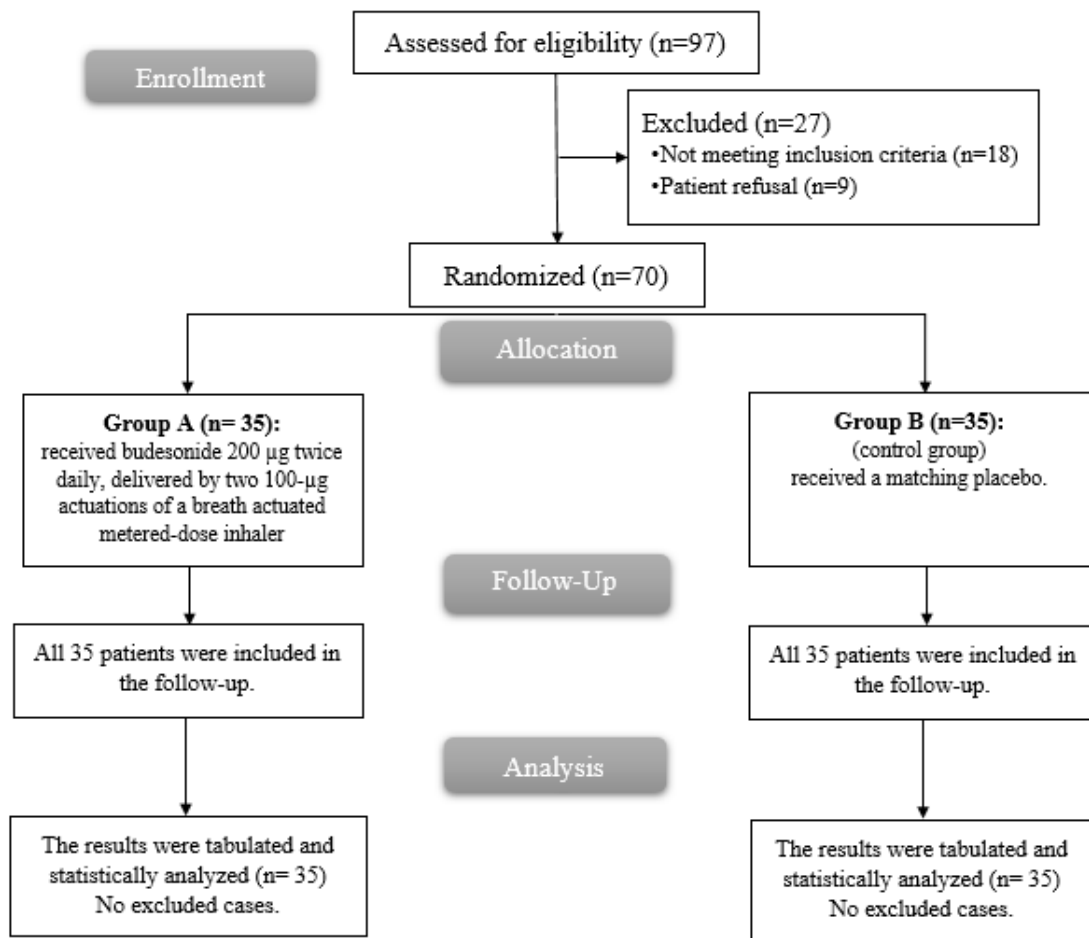 Assessed for eligibility (n=97)
Enrollment
Excluded (n=27)
•Not meeting inclusion criteria (n=18)
•Patient refusal (n=9)
Randomized (n=70)
Allocation
Group A (n= 35):
received budesonide 200 µg twice
daily, delivered by two 100-µg
actuations of a breath actuated
metered-dose inhaler
Group B (n=35):
(control group)
received a matching placebo.
Follow-Up
All 35 patients were included in
the follow-up.
All 35 patients were included in
the follow-up.
Analysis
The results were tabulated and
statistically analyzed (n= 35)
No excluded cases.
The results were tabulated and
statistically analyzed (n= 35)
No excluded cases.